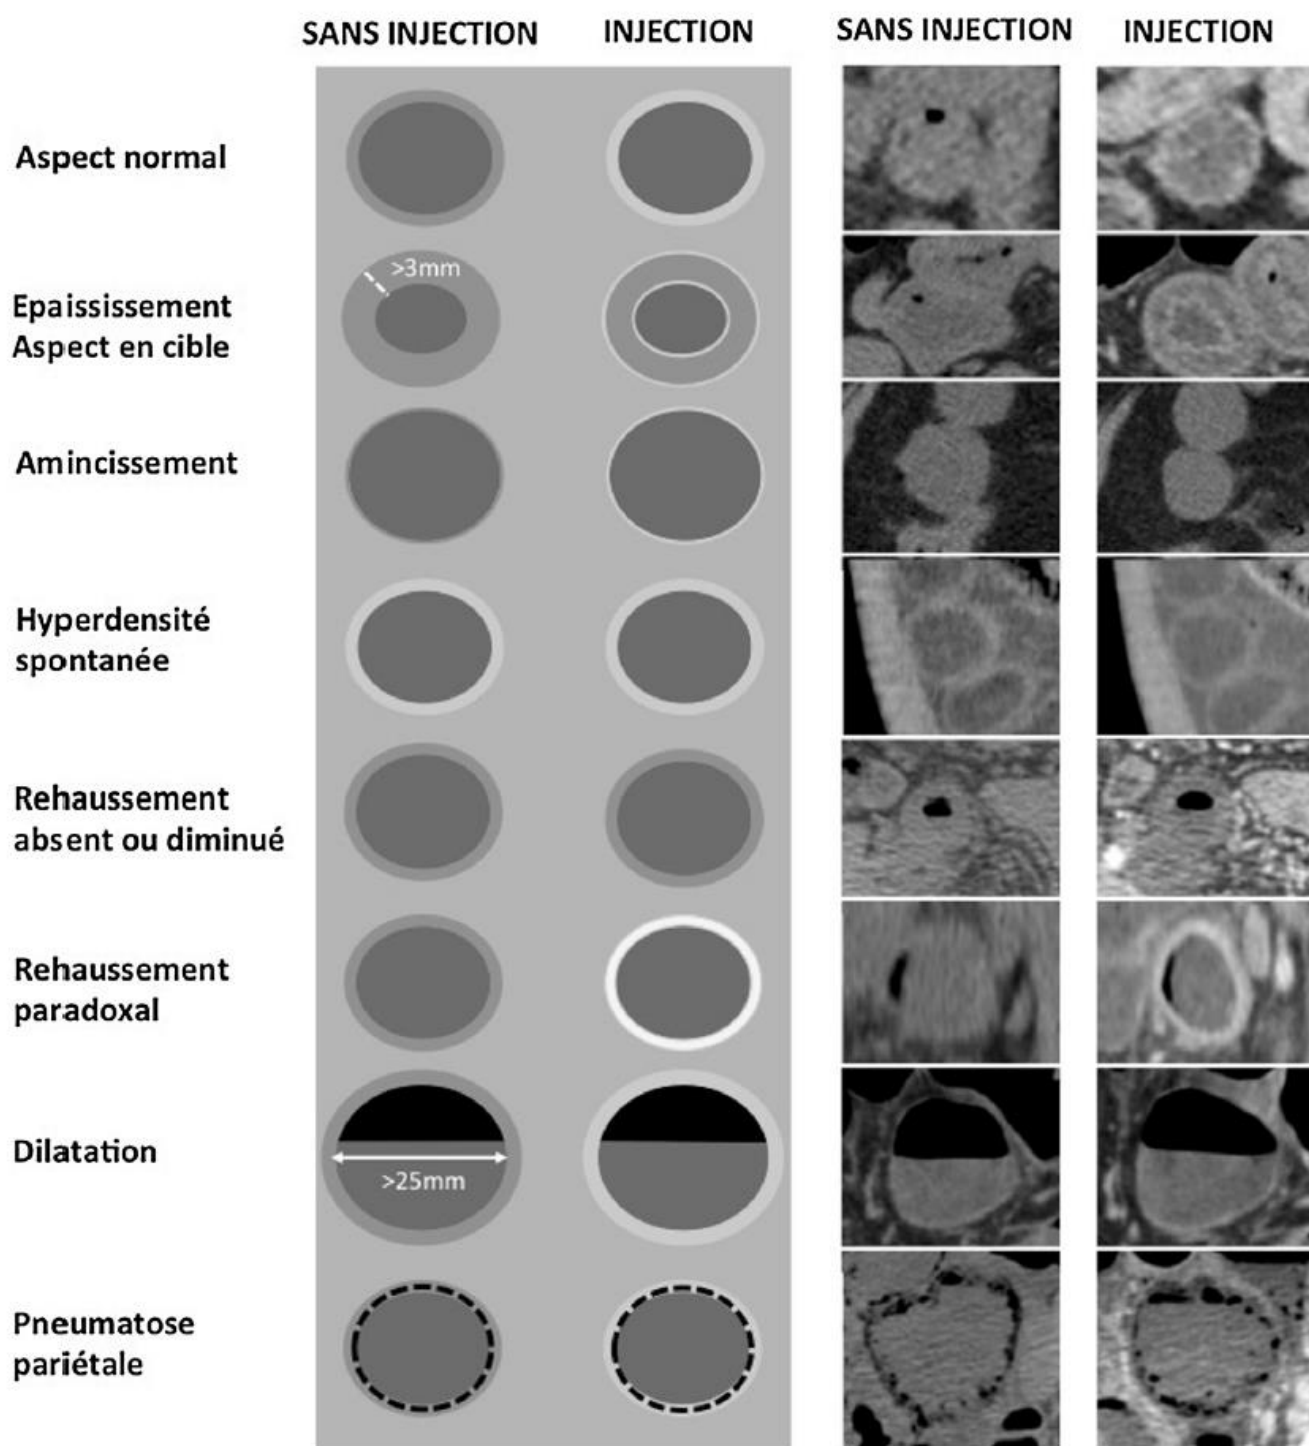 SANS INJECTION INJECTION SANS INJECTION INJECTION
Aspect normal
>3mm
Epaississement
Aspect en cible
Amincissement
Hyperdensité
spontanée
Rehaussement
absent ou diminué
Rehaussement
paradoxal
Dilatation
>25mm
Pneumatose
pariétale